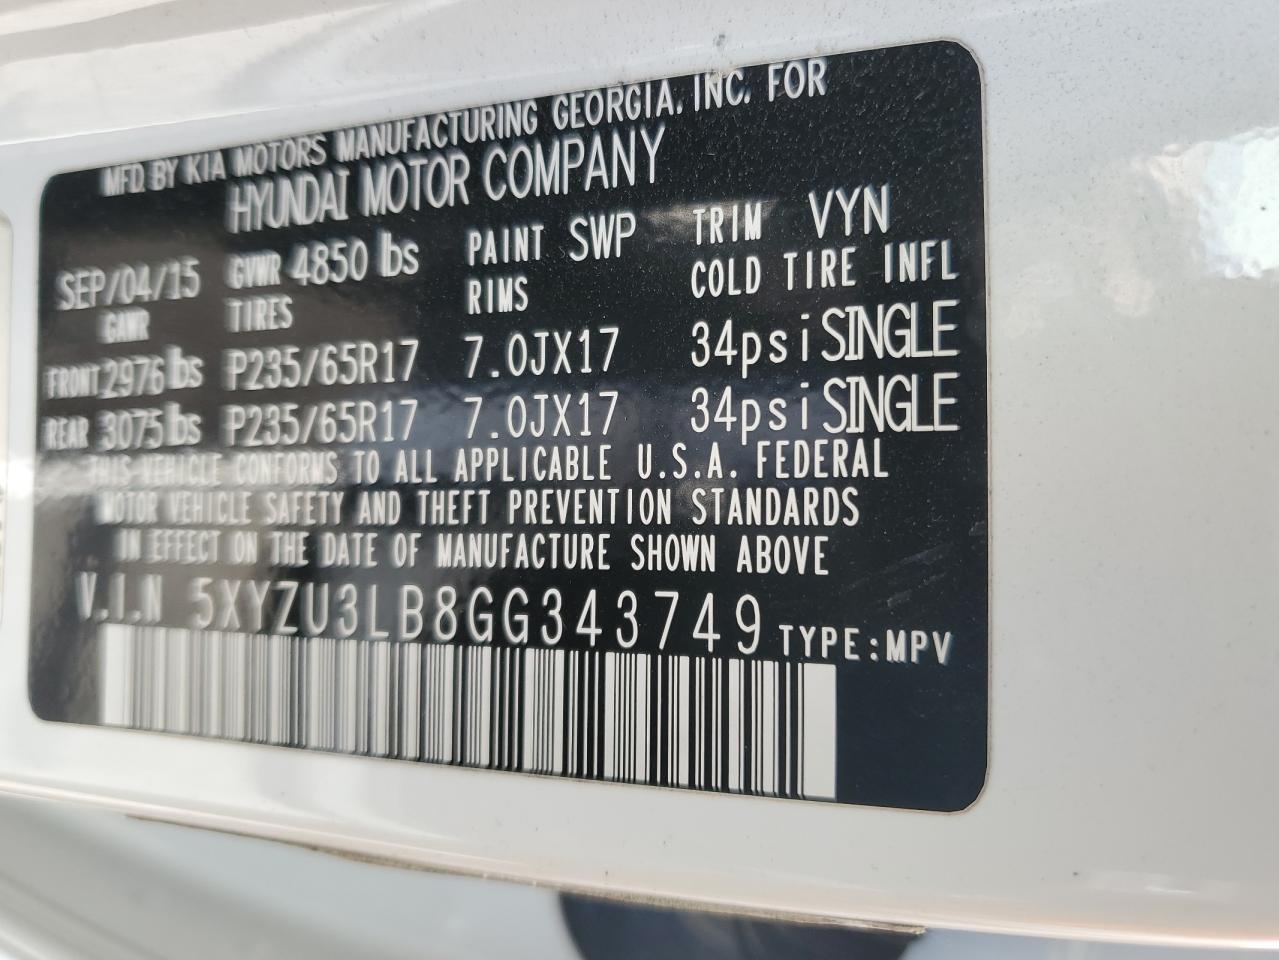 MFD. BY KIA MOTORS MANUFACTURING GEORGIA. INC. FOR
HYUNDAI MOTOR COMPANY
SEP/04/15 GVWR 4850 lbs PAINT SWP TRIM VYN
GAWR TIRES RIMS COLD TIRE INFL
FRONT 2976 lbs P235/65R17 7.0JX17 34psi SINGLE
REAR 3075 lbs P235/65R17 7.0JX17 34psi SINGLE
THIS VEHICLE CONFORMS TO ALL APPLICABLE U.S.A. FEDERAL
MOTOR VEHICLE SAFETY AND THEFT PREVENTION STANDARDS
IN EFFECT ON THE DATE OF MANUFACTURE SHOWN ABOVE
V.I.N 5XYZU3LB8GG343749 TYPE:MPV